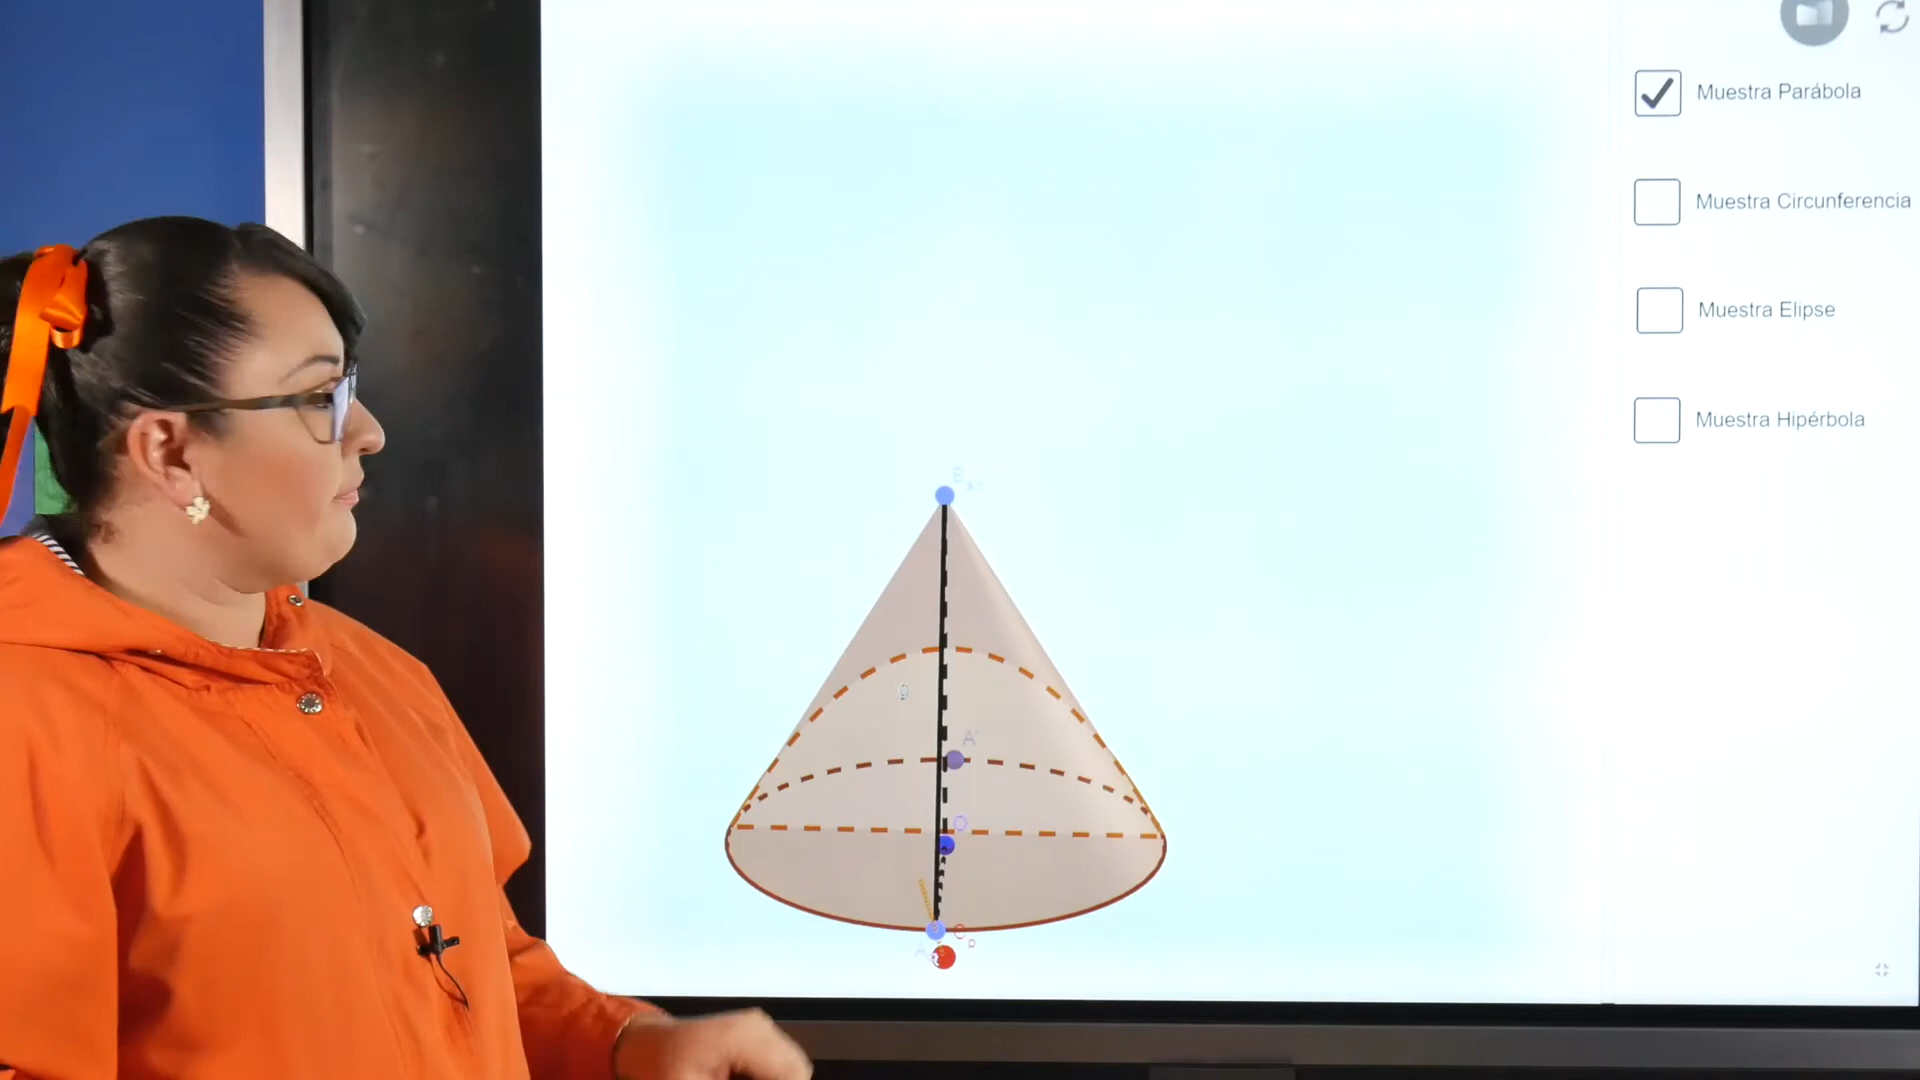 Muestra Parábola
Muestra Circunferencia
Muestra Elipse
Muestra Hipérbola
B
g
A'
O
A